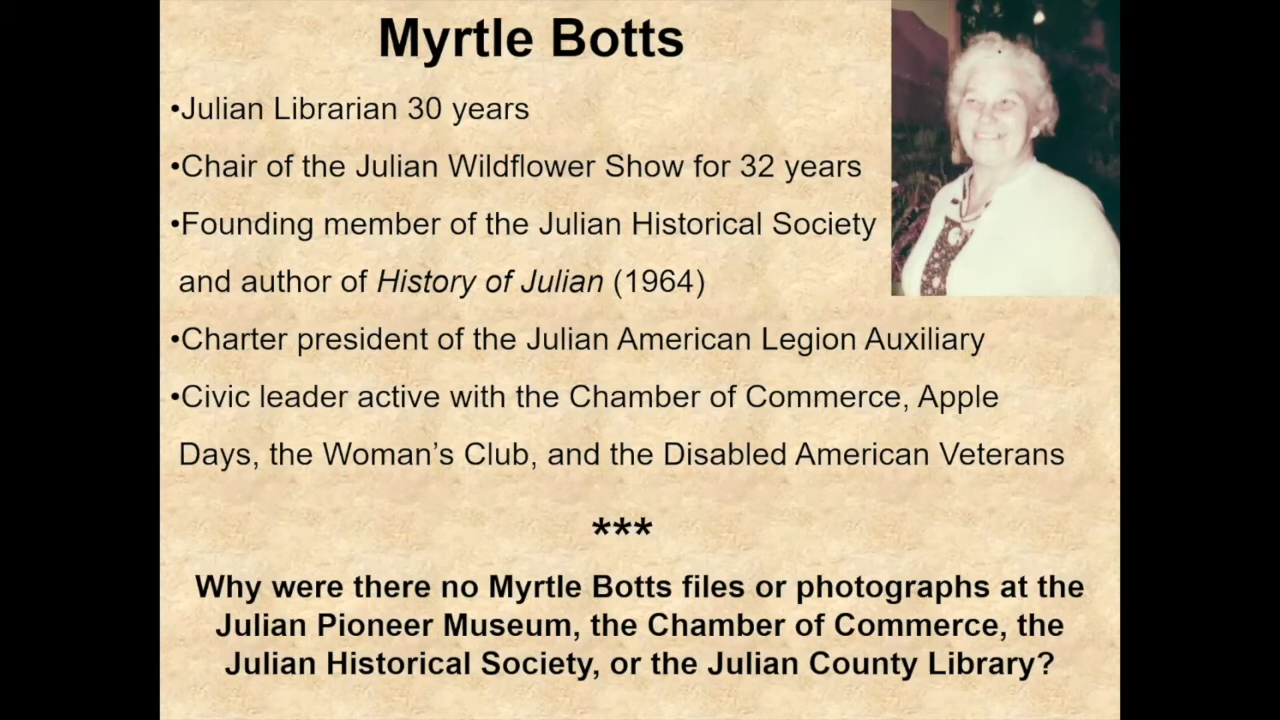 Myrtle Botts
•Julian Librarian 30 years
•Chair of the Julian Wildflower Show for 32 years
•Founding member of the Julian Historical Society
and author of History of Julian (1964)
•Charter president of the Julian American Legion Auxiliary
•Civic leader active with the Chamber of Commerce, Apple
Days, the Woman’s Club, and the Disabled American Veterans
***
Why were there no Myrtle Botts files or photographs at the
Julian Pioneer Museum, the Chamber of Commerce, the
Julian Historical Society, or the Julian County Library?